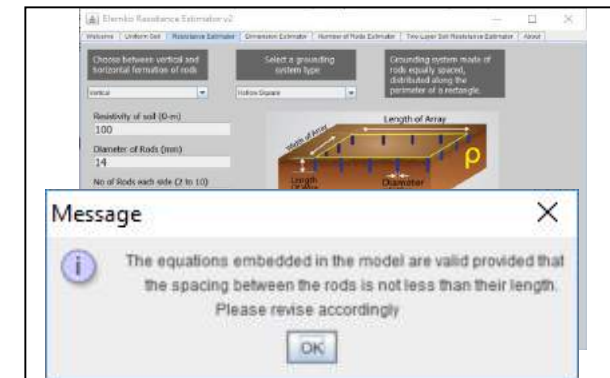 Elemko Resistance Estimator v2
Welcome Uniform Soil Resistance Estimator Dimension Estimator Number of Rods Estimator Two Layer Soil Resistance Estimator About
Choose between vertical and
horizontal formation of rods
Select a grounding
system type
Grounding system made of
rods equally spaced,
distributed along the
perimeter of a rectangle.
Vertical
Hollow Square
Resistivity of soil (Ω-m)
100
Diameter of Rods (mm)
14
No of Rods each side (2 to 10)
Length of Array
Width of Array
ρ
Length
Diameter
Message
The equations embedded in the model are valid provided that
the spacing between the rods is not less than their length.
Please revise accordingly
OK